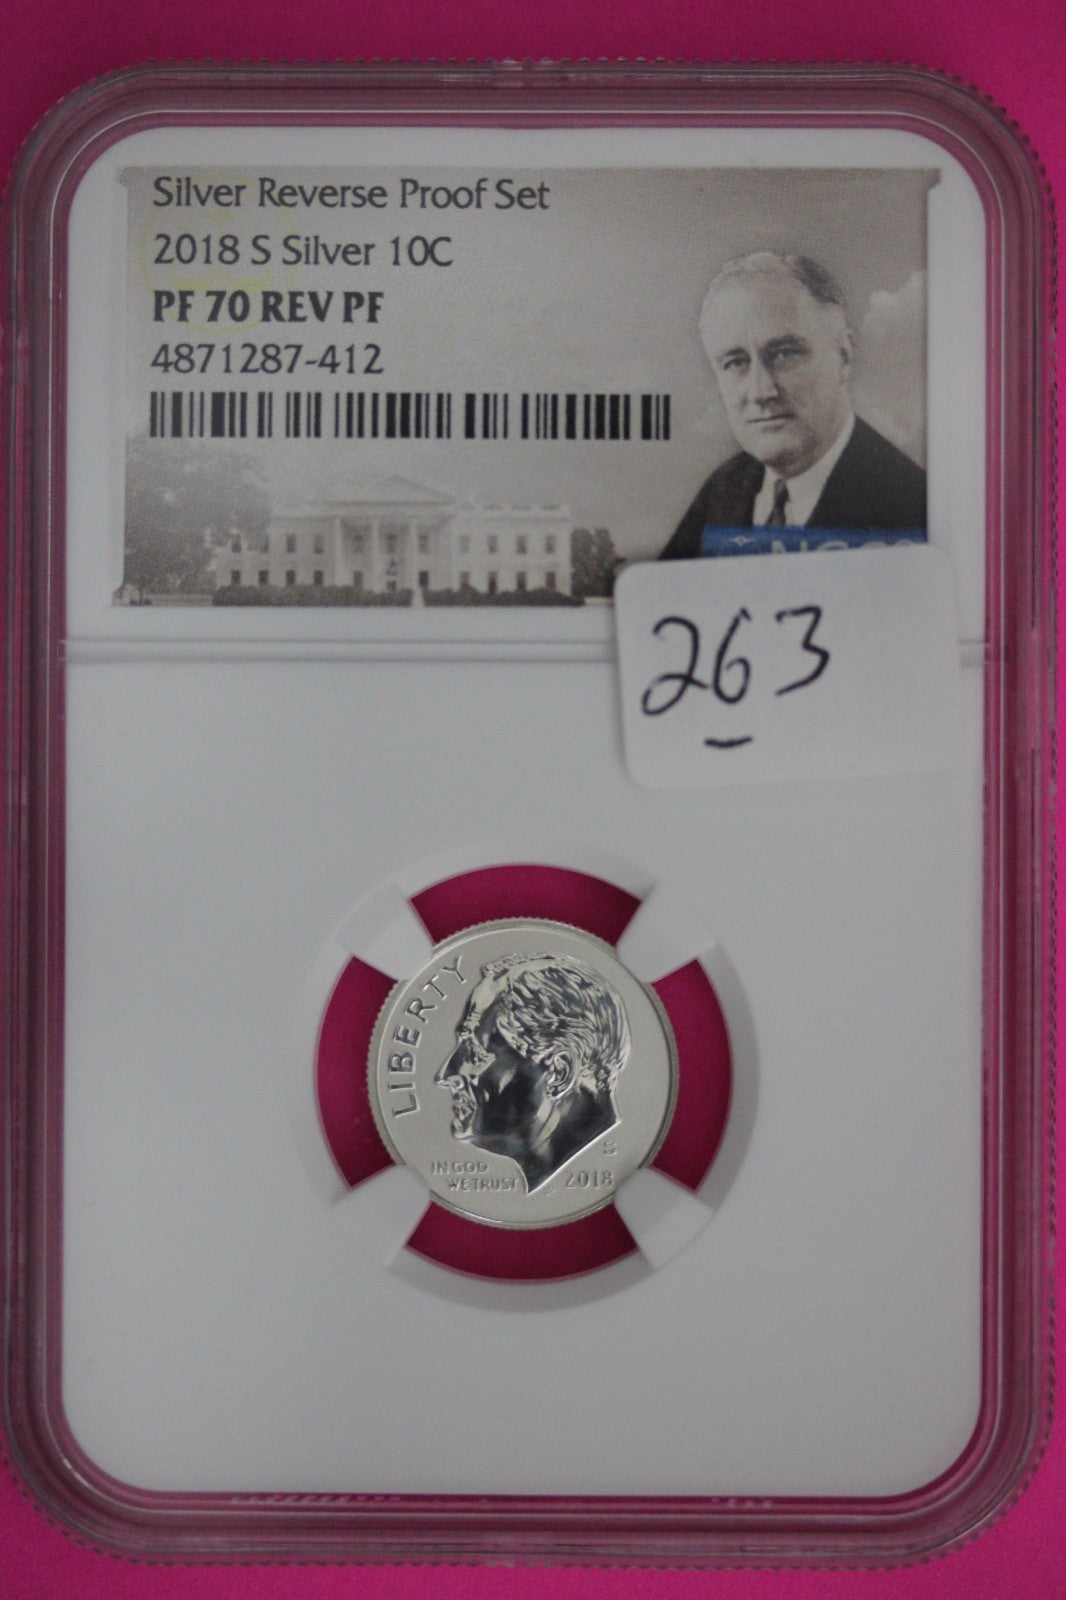 Silver Reverse Proof Set
2018 S Silver 10C
PF 70 REV PF
4871287-412
263
LIBERTY
S
IN GOD
WE TRUST
2018